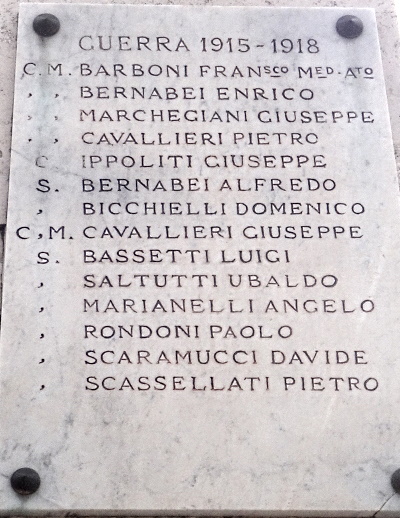 GUERRA 1915-1918
C.M. BARBONI FRANSCO MED.ATO
, , BERNABEI ENRICO
, , MARCHEGIANI GIUSEPPE
, , CAVALLIERI PIETRO
C IPPOLITI GIUSEPPE
S. BERNABEI ALFREDO
, BICCHIELLI DOMENICO
C,M. CAVALLIERI GIUSEPPE
S. BASSETTI LUIGI
, SALTUTTI UBALDO
, MARIANELLI ANGELO
, RONDONI PAOLO
, SCARAMUCCI DAVIDE
, SCASSELLATI PIETRO